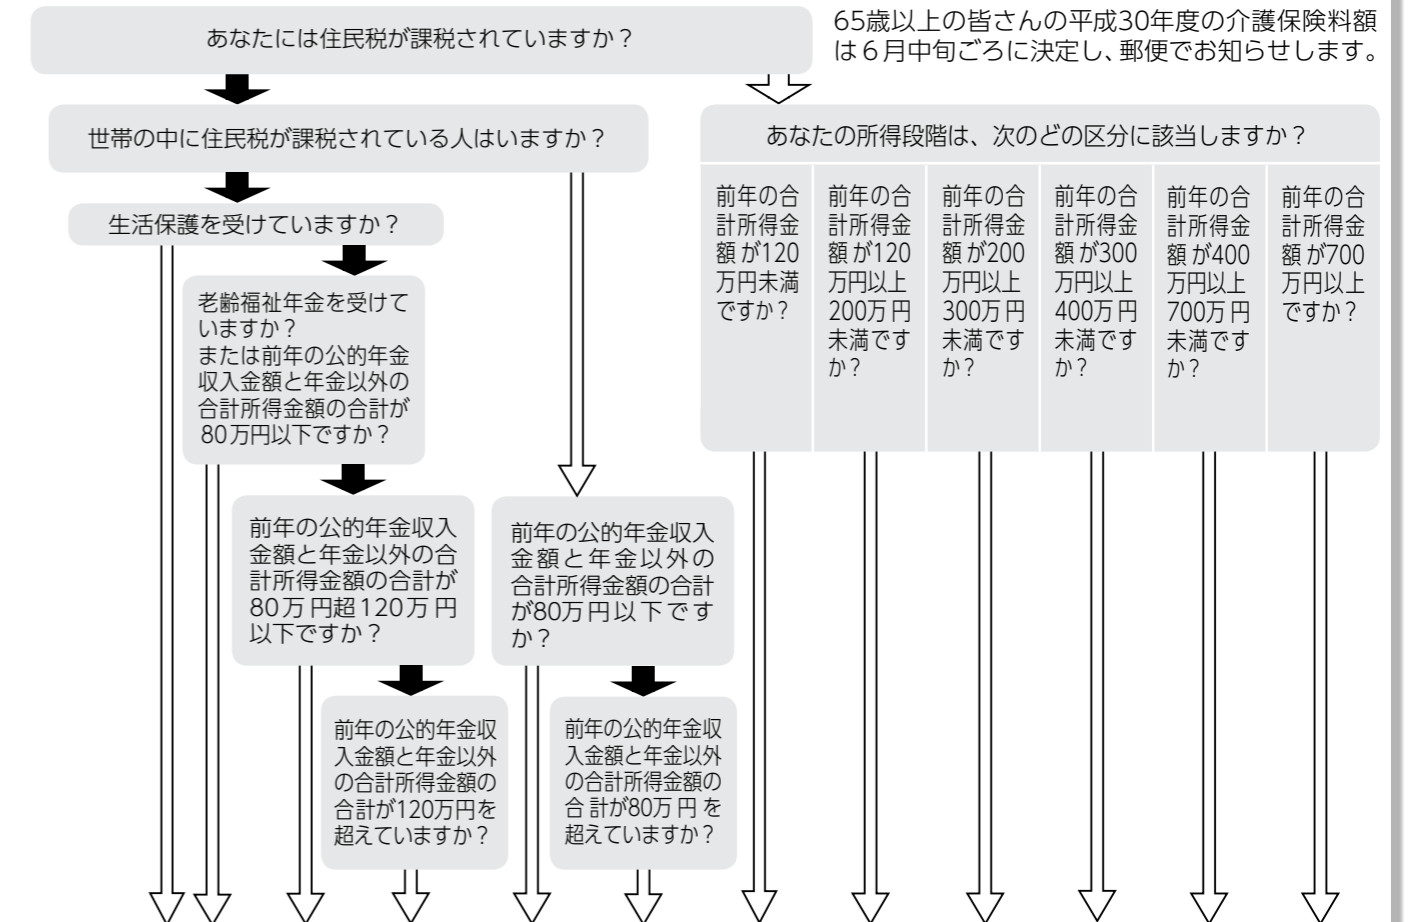 あなたには住民税が課税されていますか？
65歳以上の皆さんの平成30年度の介護保険料額
は６月中旬ごろに決定し、郵便でお知らせします。
世帯の中に住民税が課税されている人はいますか？
あなたの所得段階は、次のどの区分に該当しますか？
生活保護を受けていますか？
前年の合
計所得金
額が120
万円未満
ですか？
前年の合
計所得金
額が120
万円以上
200万円
未満です
か？
前年の合
計所得金
額が200
万円以上
300万円
未満です
か？
前年の合
計所得金
額が300
万円以上
400万円
未満です
か？
前年の合
計所得金
額が400
万円以上
700万円
未満です
か？
前年の合
計所得金
額が700
万円以上
ですか？
老齢福祉年金を受けて
いますか？
または前年の公的年金
収入金額と年金以外の
合計所得金額の合計が
80万円以下ですか？
前年の公的年金収入
金額と年金以外の合
計所得金額の合計が
80万円超120万円
以下ですか？
前年の公的年金収入
金額と年金以外の
合計所得金額の合計
が80万円以下です
か？
前年の公的年金収
入金額と年金以外
の合計所得金額の
合計が120万円を
超えていますか？
前年の公的年金収
入金額と年金以外
の合計所得金額の
合計が80万円を
超えていますか？